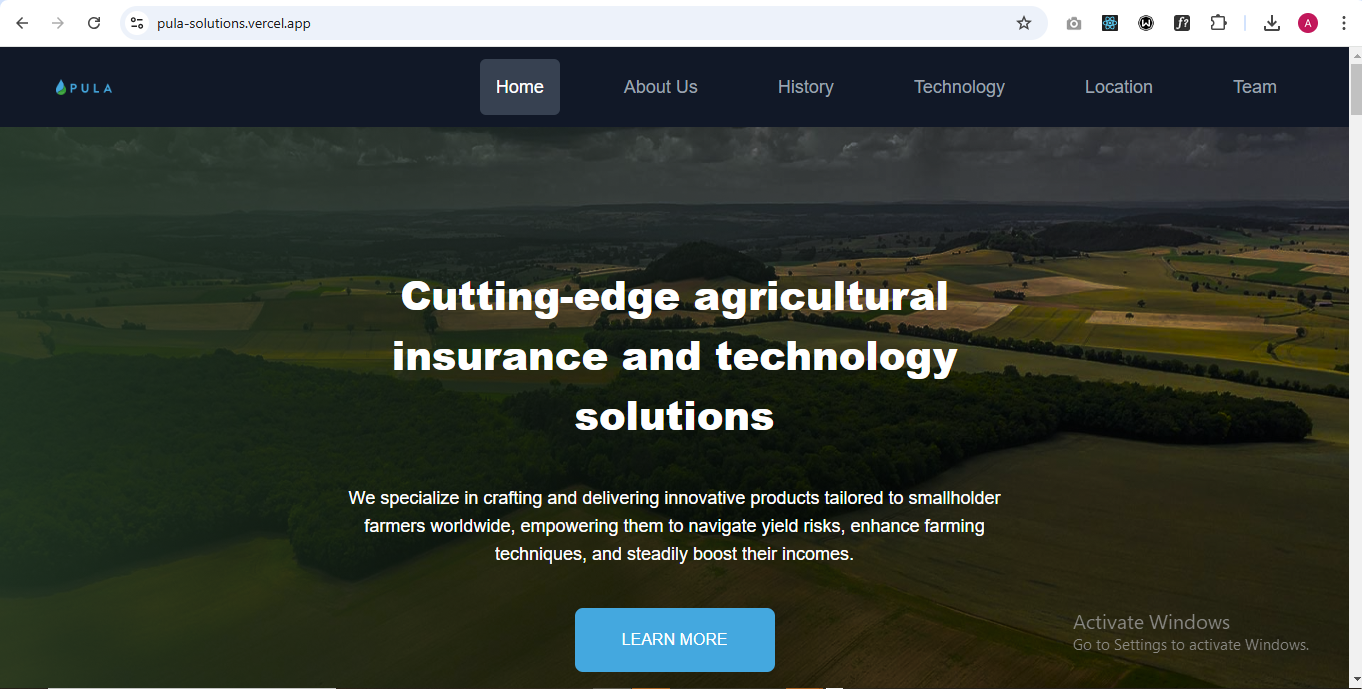 pula-solutions.vercel.app
A
PULA
Home
About Us
History
Technology
Location
Team
Cutting-edge agricultural
insurance and technology
solutions
We specialize in crafting and delivering innovative products tailored to smallholder
farmers worldwide, empowering them to navigate yield risks, enhance farming
techniques, and steadily boost their incomes.
LEARN MORE
Activate Windows
Go to Settings to activate Windows.